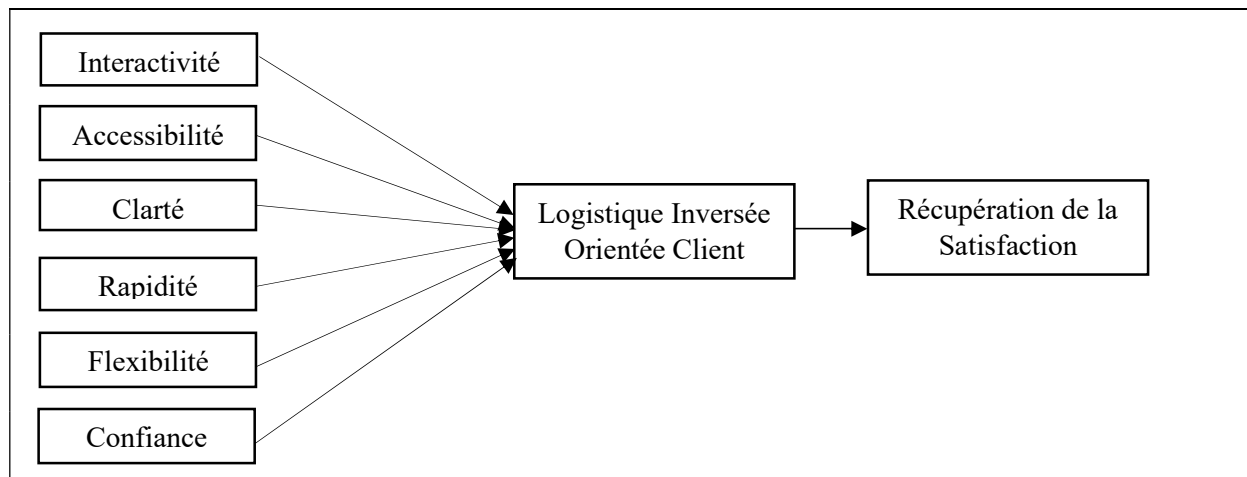 Interactivité
Accessibilité
Clarté
Rapidité
Flexibilité
Confiance
Logistique Inversée
Orientée Client
Récupération de la
Satisfaction